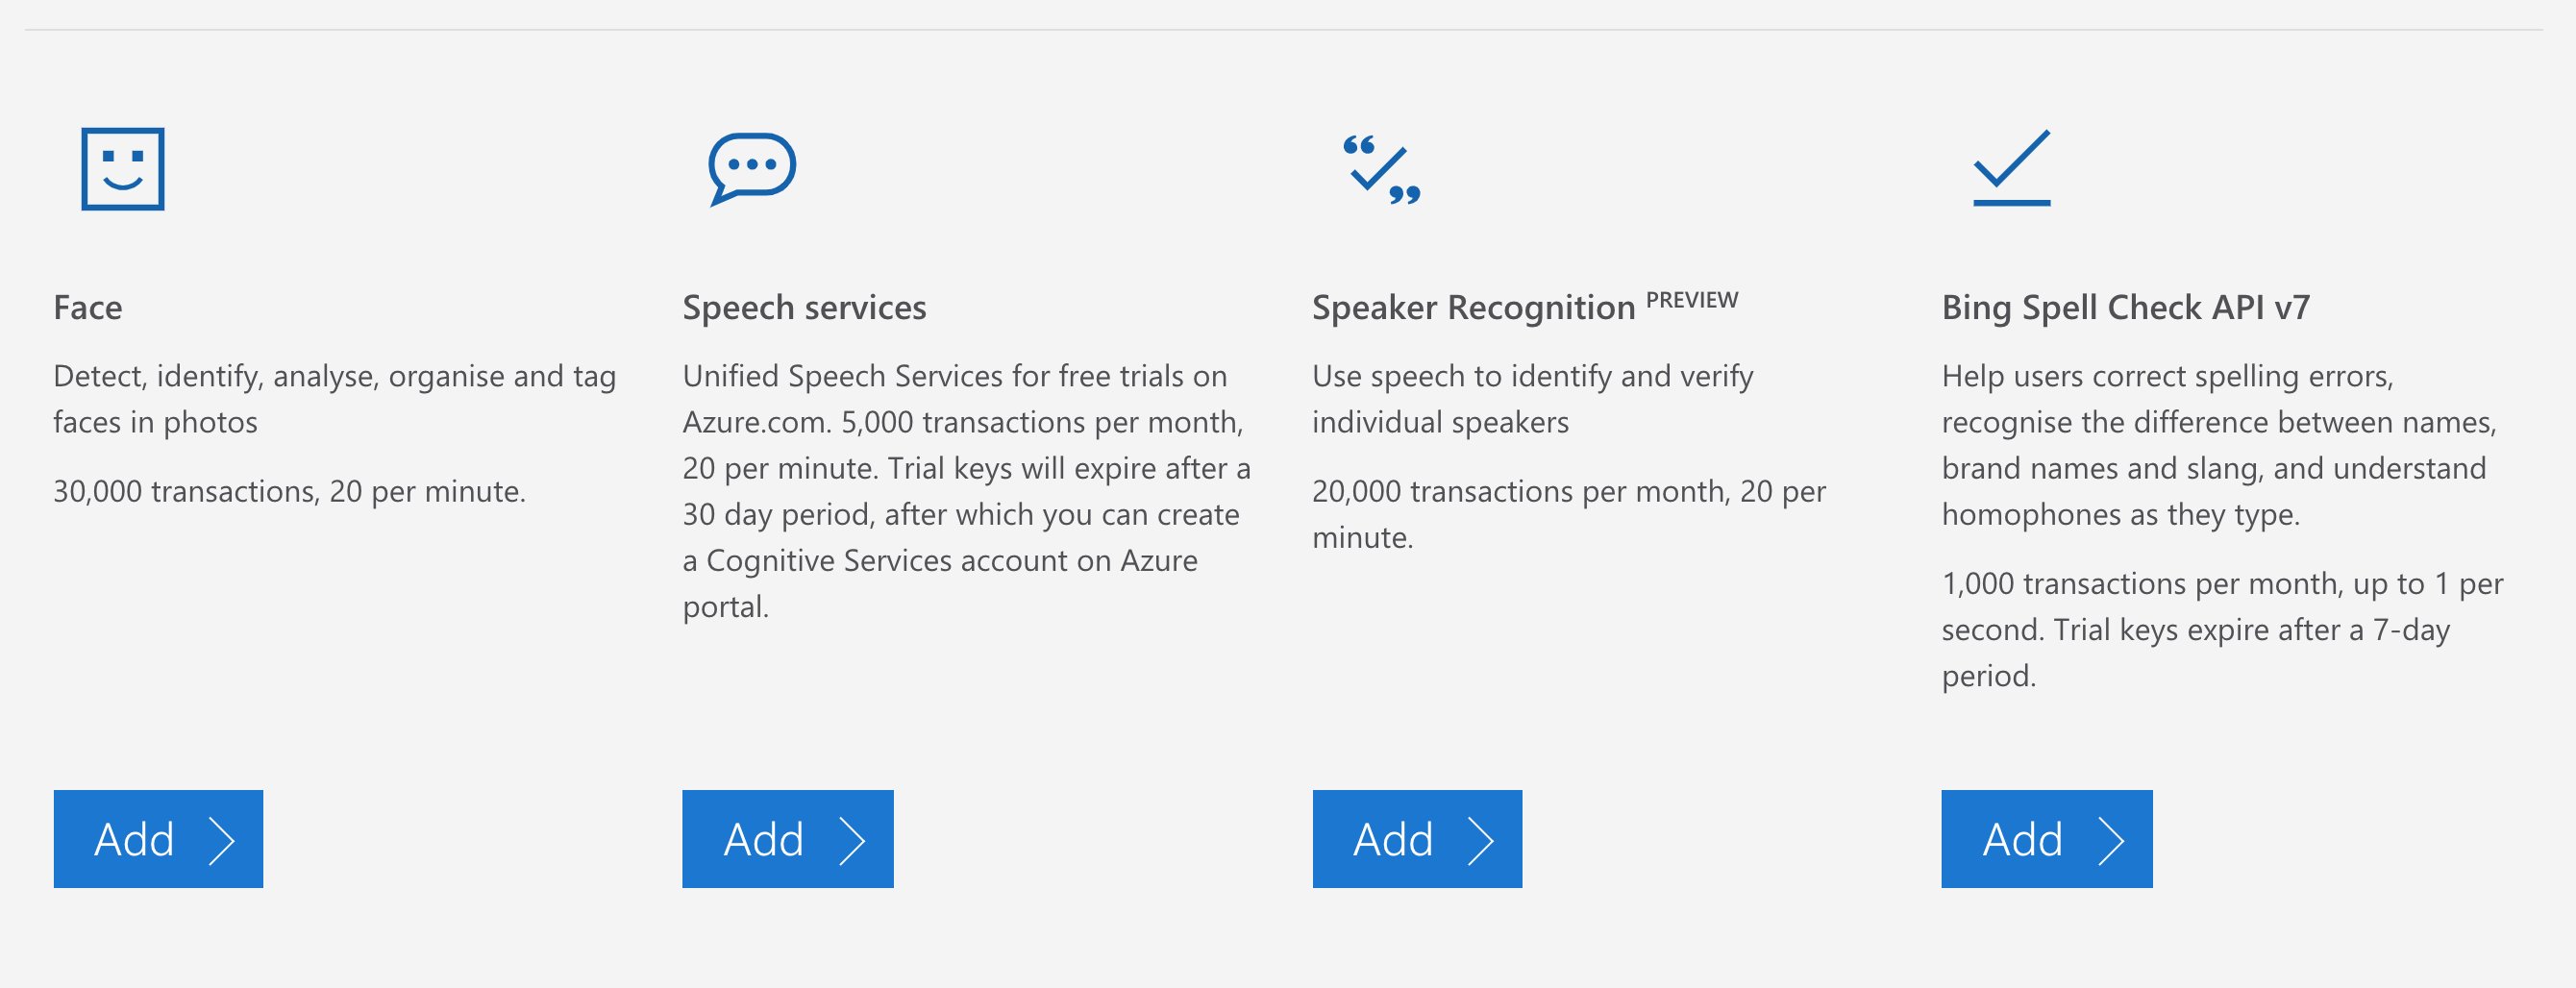 Face
Detect, identify, analyse, organise and tag
faces in photos
30,000 transactions, 20 per minute.
Add
Speech services
Unified Speech Services for free trials on
Azure.com. 5,000 transactions per month,
20 per minute. Trial keys will expire after a
30 day period, after which you can create
a Cognitive Services account on Azure
portal.
Add
Speaker Recognition PREVIEW
Use speech to identify and verify
individual speakers
20,000 transactions per month, 20 per
minute.
Add
Bing Spell Check API v7
Help users correct spelling errors,
recognise the difference between names,
brand names and slang, and understand
homophones as they type.
1,000 transactions per month, up to 1 per
second. Trial keys expire after a 7-day
period.
Add